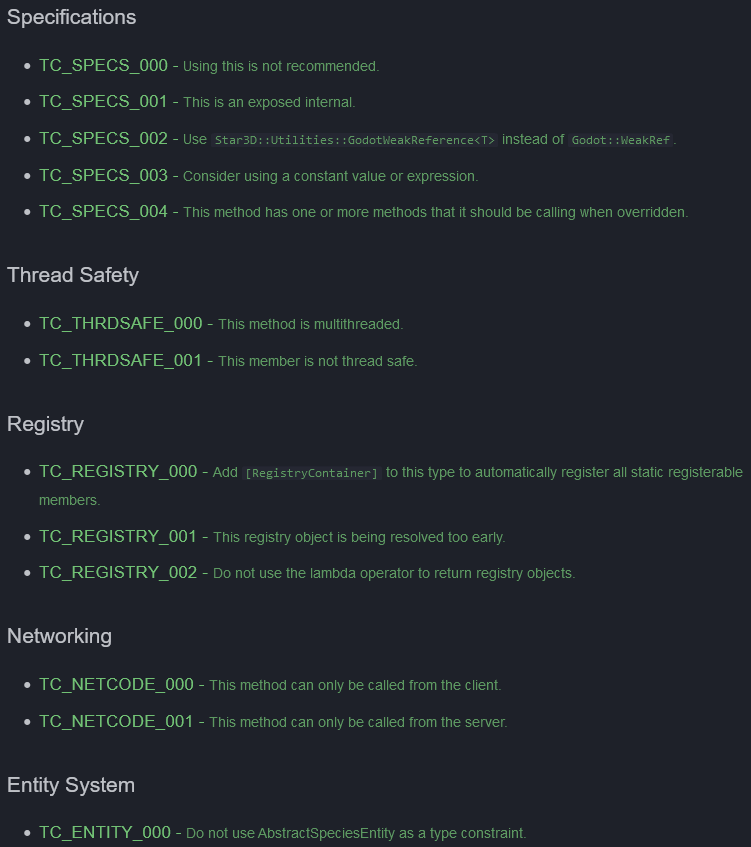 Specifications
• TC_SPECS_000 - Using this is not recommended.
• TC_SPECS_001 - This is an exposed internal.
• TC_SPECS_002 - Use Star3D::Utilities::GodotWeakReference<T> instead of Godot::WeakRef.
• TC_SPECS_003 - Consider using a constant value or expression.
• TC_SPECS_004 - This method has one or more methods that it should be calling when overridden.
Thread Safety
• TC_THRDSAFE_000 - This method is multithreaded.
• TC_THRDSAFE_001 - This member is not thread safe.
Registry
• TC_REGISTRY_000 - Add [RegistryContainer] to this type to automatically register all static registerable
members.
• TC_REGISTRY_001 - This registry object is being resolved too early.
• TC_REGISTRY_002 - Do not use the lambda operator to return registry objects.
Networking
• TC_NETCODE_000 - This method can only be called from the client.
• TC_NETCODE_001 - This method can only be called from the server.
Entity System
• TC_ENTITY_000 - Do not use AbstractSpeciesEntity as a type constraint.